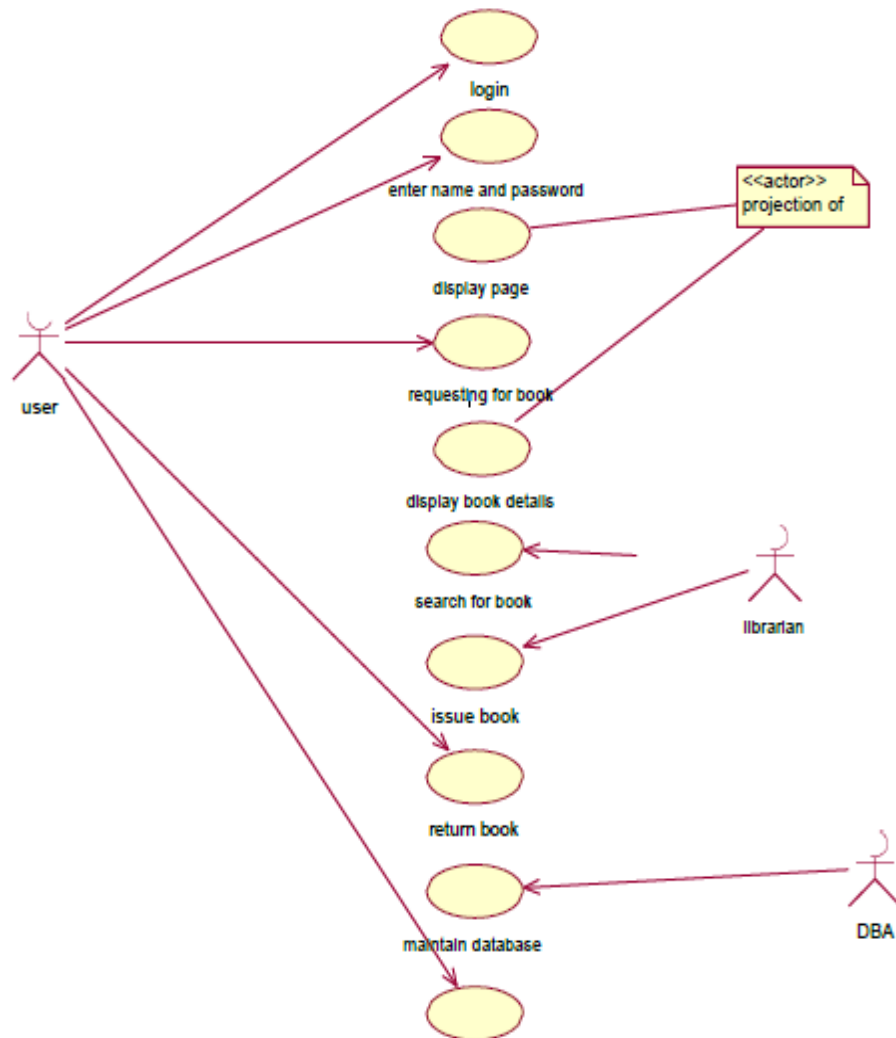 login
enter name and password
<<actor>>
projection of
display page
requesting for book
user
display book details
search for book
librarian
issue book
return book
DBA
maintain database